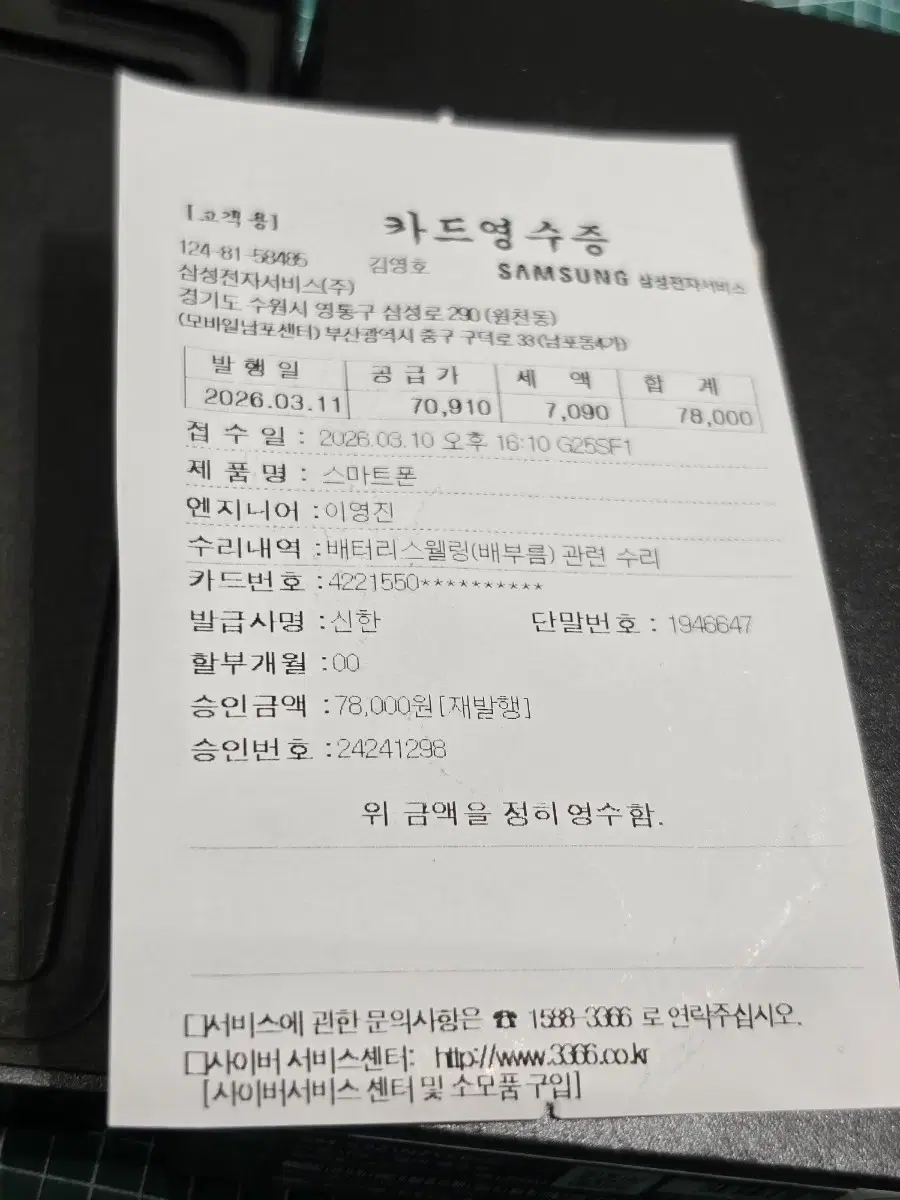 [고객용] 카드영수증
124-81-58485 김영호 SAMSUNG 삼성전자서비스
삼성전자서비스(주)
경기도 수원시 영통구 삼성로 290 (원천동)
(모바일남포센터) 부산광역시 중구 구덕로 33 (남포동4가)
발행일 공급가 세액 합계
2026.03.11 70,910 7,090 78,000
접수일 : 2026.03.10 오후 16:10 G25SF1
제품명 : 스마트폰
엔지니어 : 이영진
수리내역 : 배터리스웰링(배부름) 관련 수리
카드번호 : 4221550**********
발급사명 : 신한 단말번호 : 1946647
할부개월 : 00
승인금액 : 78,000원[재발행]
승인번호 : 24241298
위 금액을 정히 영수함.
□서비스에 관한 문의사항은 ☎ 1588-3366 로 연락주십시오.
□사이버 서비스센터: http://www.3366.co.kr
[사이버서비스 센터 및 소모품 구입]